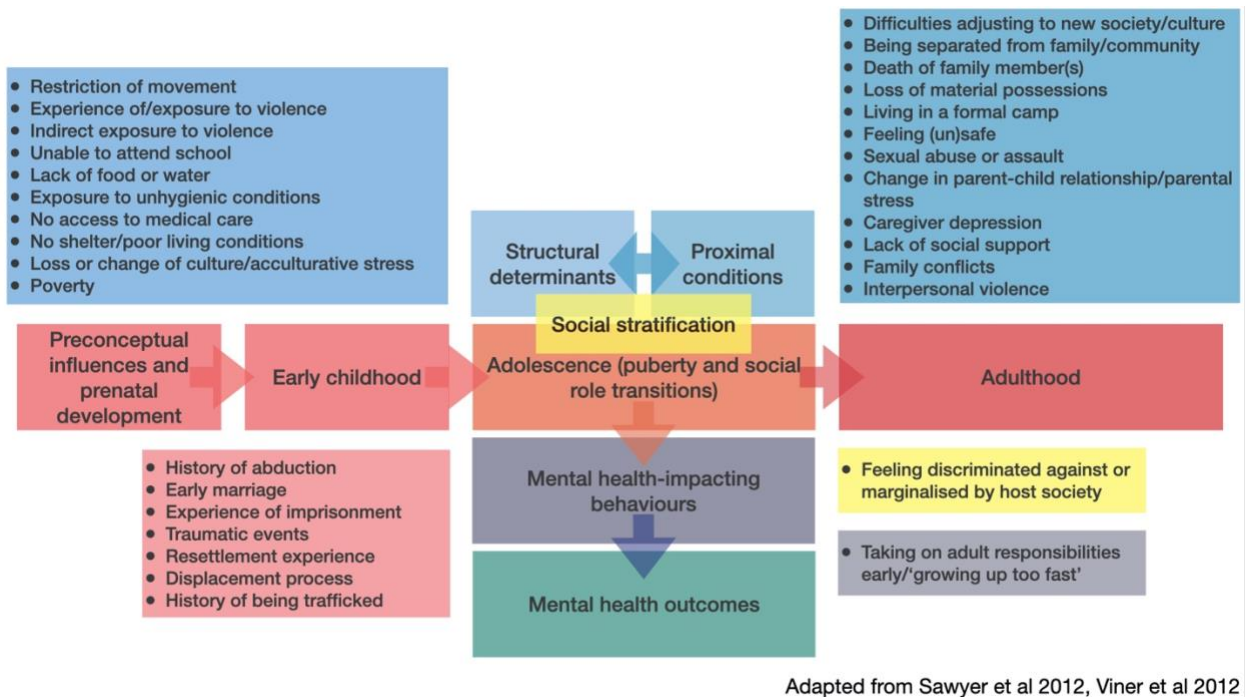 • Restriction of movement
• Experience of/exposure to violence
• Indirect exposure to violence
• Unable to attend school
• Lack of food or water
• Exposure to unhygienic conditions
• No access to medical care
• No shelter/poor living conditions
• Loss or change of culture/acculturative stress
• Poverty
Structural
determinants
Proximal
conditions
• Difficulties adjusting to new society/culture
• Being separated from family/community
• Death of family member(s)
• Loss of material possessions
• Living in a formal camp
• Feeling (un)safe
• Sexual abuse or assault
• Change in parent-child relationship/parental
stress
• Caregiver depression
• Lack of social support
• Family conflicts
• Interpersonal violence
Social stratification
Preconceptual
influences and
prenatal
development
Early childhood
Adolescence (puberty and social
role transitions)
Adulthood
• History of abduction
• Early marriage
• Experience of imprisonment
• Traumatic events
• Resettlement experience
• Displacement process
• History of being trafficked
Mental health-impacting
behaviours
Mental health outcomes
• Feeling discriminated against or
marginalised by host society
• Taking on adult responsibilities
early/‘growing up too fast’
Adapted from Sawyer et al 2012, Viner et al 2012